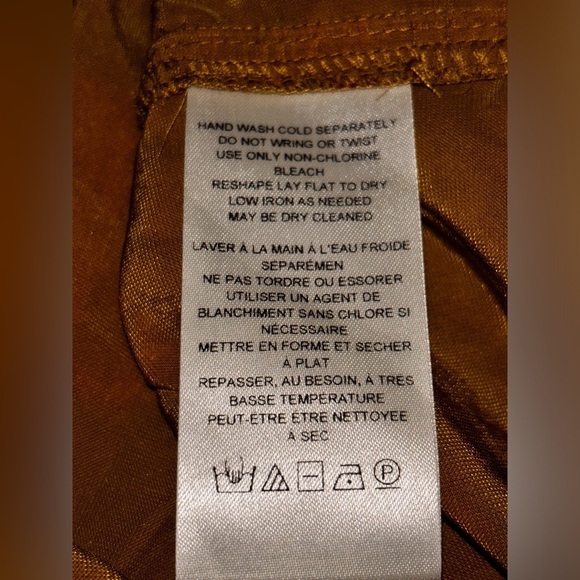 HAND WASH COLD SEPARATELY
DO NOT WRING OR TWIST
USE ONLY NON-CHLORINE
BLEACH
RESHAPE LAY FLAT TO DRY
LOW IRON AS NEEDED
MAY BE DRY CLEANED
LAVER À LA MAIN À L'EAU FROIDE
SÉPARÉMEN
NE PAS TORDRE OU ESSORER
UTILISER UN AGENT DE
BLANCHIMENT SANS CHLORE SI
NÉCESSAIRE
METTRE EN FORME ET SECHER
À PLAT
REPASSER, AU BESOIN, À TRÈS
BASSE TEMPÉRATURE
PEUT-ÊTRE ÊTRE NETTOYEE
À SEC
P